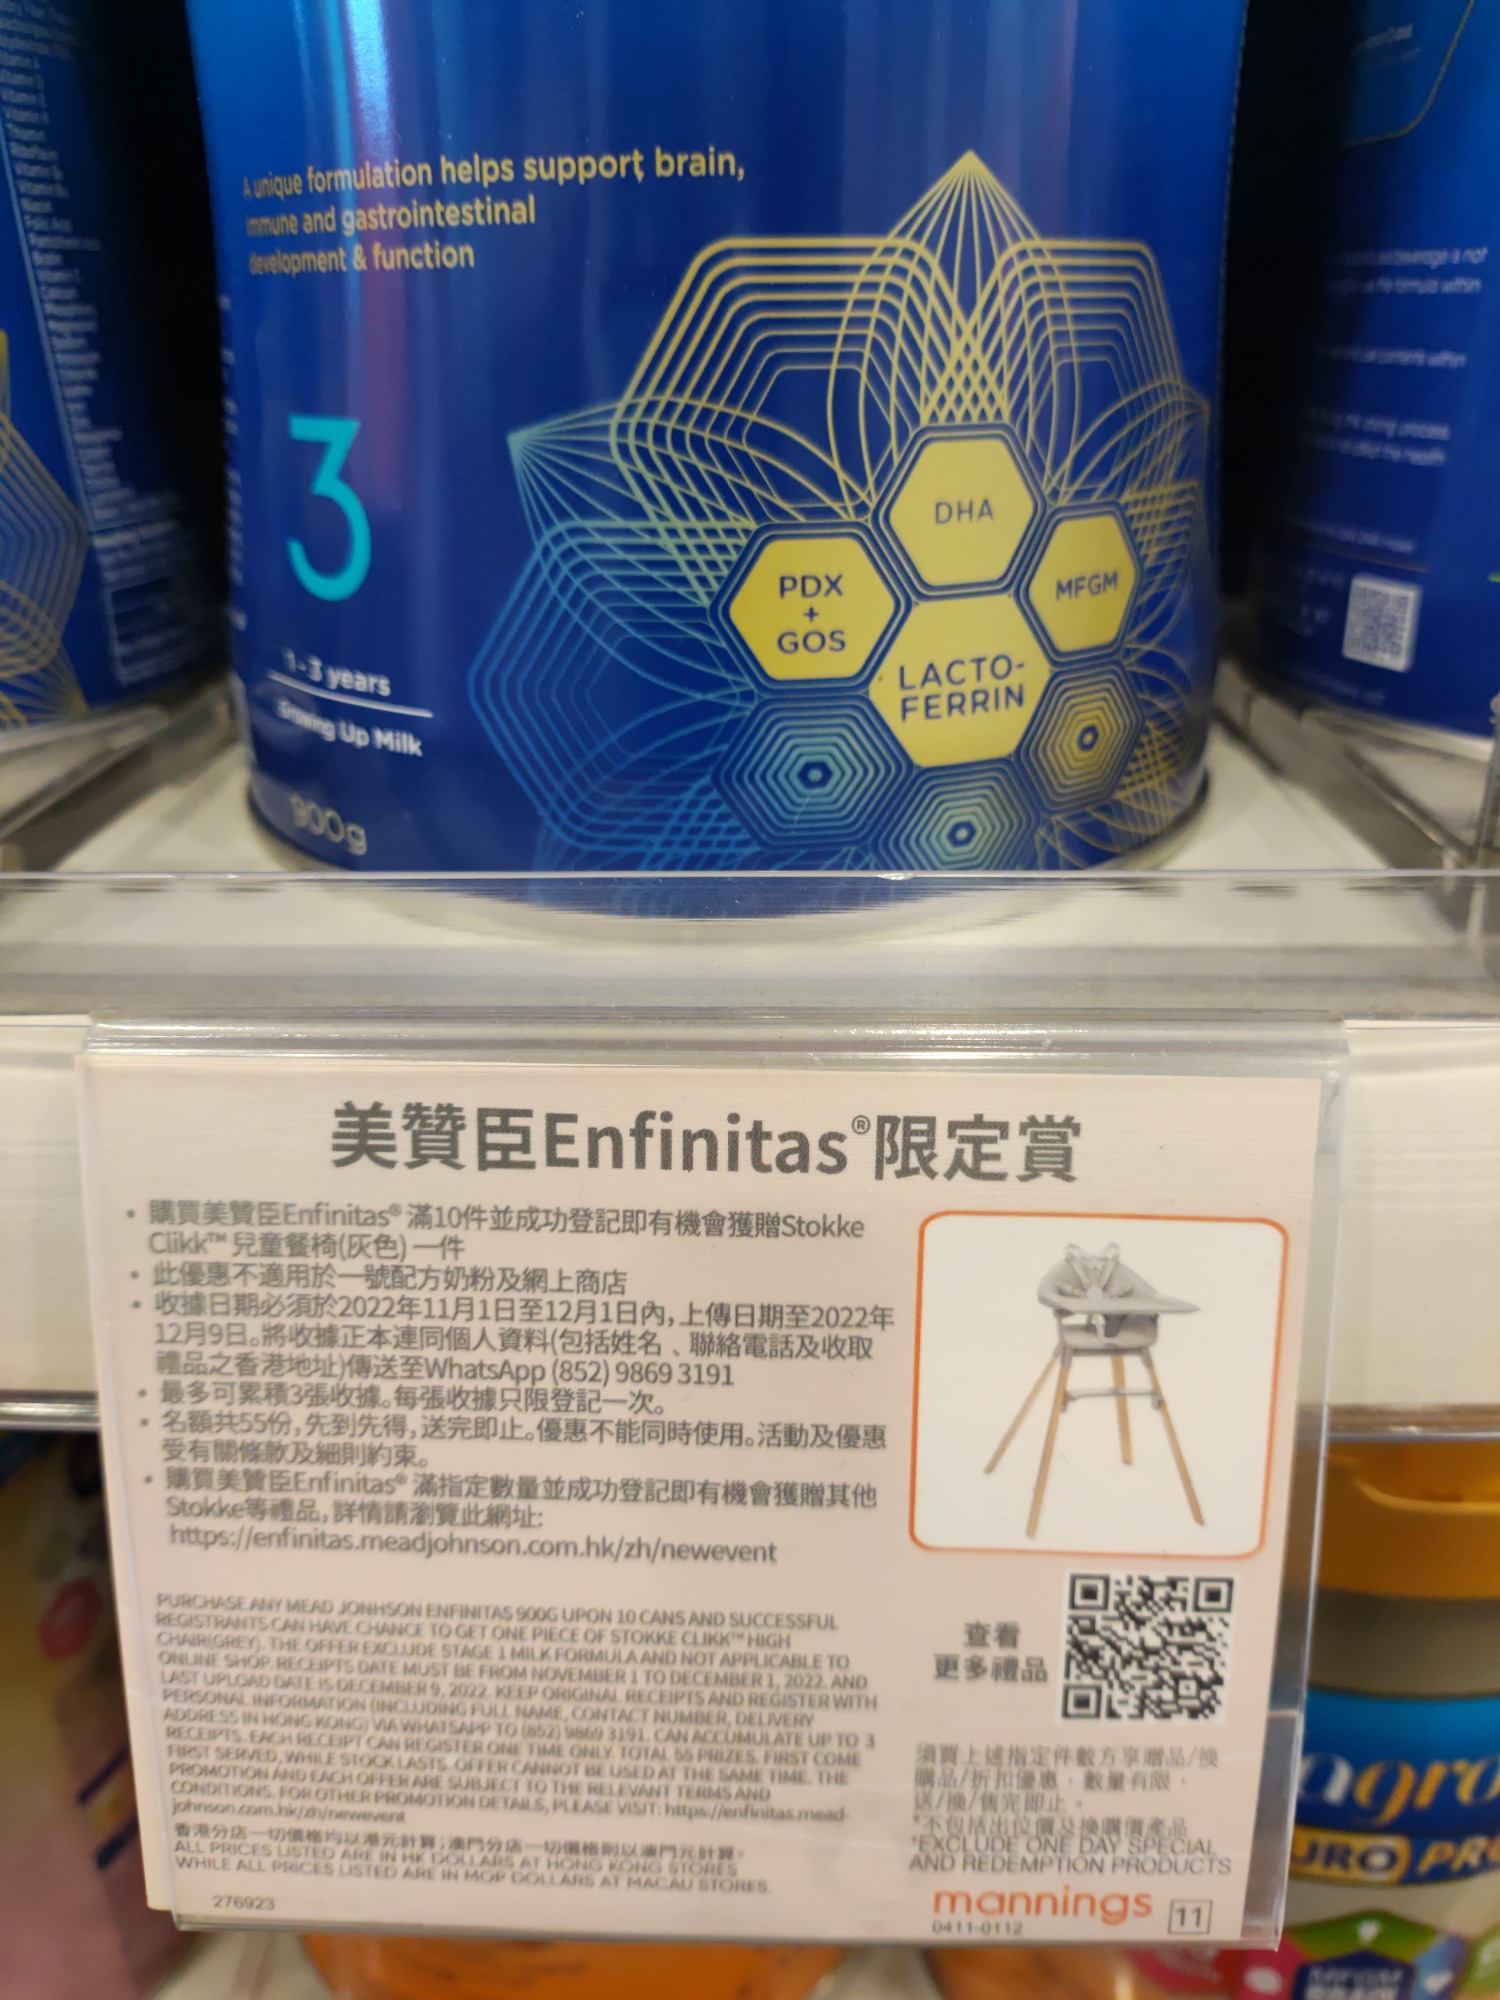 A unique formulation helps support brain,
immune and gastrointestinal
development & function
3
1-3 years
Growing Up Milk
900g
DHA
PDX
+
GOS
MFGM
LACTO-
FERRIN
美贊臣Enfinitas®限定賞
• 購買美贊臣Enfinitas® 滿10件並成功登記即有機會獲贈Stokke
Clikk™ 兒童餐椅(灰色) 一件
• 此優惠不適用於一號配方奶粉及網上商店
• 收據日期必須於2022年11月1日至12月1日內，上傳日期至2022年
12月9日。將收據正本連同個人資料(包括姓名、聯絡電話及收取
禮品之香港地址)傳送至WhatsApp (852) 9869 3191
• 最多可累積3張收據。每張收據只限登記一次。
• 名額共55份，先到先得，送完即止。優惠不能同時使用。活動及優惠
受有關條款及細則約束。
• 購買美贊臣Enfinitas® 滿指定數量並成功登記即有機會獲贈其他
Stokke等禮品，詳情請瀏覽此網址:
https://enfinitas.meadjohnson.com.hk/zh/newevent
PURCHASE ANY MEAD JONHSON ENFINITAS 900G UPON 10 CANS AND SUCCESSFUL
REGISTRANTS CAN HAVE CHANCE TO GET ONE PIECE OF STOKKE CLIKK™ HIGH
CHAIR(GREY). THE OFFER EXCLUDE STAGE 1 MILK FORMULA AND NOT APPLICABLE TO
ONLINE SHOP. RECEIPTS DATE MUST BE FROM NOVEMBER 1 TO DECEMBER 1, 2022. AND
LAST UPLOAD DATE IS DECEMBER 9, 2022. KEEP ORIGINAL RECEIPTS AND REGISTER WITH
PERSONAL INFORMATION (INCLUDING FULL NAME, CONTACT NUMBER, DELIVERY
ADDRESS IN HONG KONG) VIA WHATSAPP TO (852) 9869 3191. CAN ACCUMULATE UP TO 3
RECEIPTS. EACH RECEIPT CAN REGISTER ONE TIME ONLY. TOTAL 55 PRIZES. FIRST COME
FIRST SERVED, WHILE STOCK LASTS. OFFER CANNOT BE USED AT THE SAME TIME. THE
PROMOTION AND EACH OFFER ARE SUBJECT TO THE RELEVANT TERMS AND
CONDITIONS. FOR OTHER PROMOTION DETAILS, PLEASE VISIT: https://enfinitas.mead-
johnson.com.hk/zh/newevent
香港分店一切價格均以港元計算；澳門分店一切價格則以澳門元計算。
ALL PRICES LISTED ARE IN HK DOLLARS AT HONG KONG STORES
WHILE ALL PRICES LISTED ARE IN MOP DOLLARS AT MACAU STORES.
276923
查看
更多禮品
須買上述指定件數方享贈品/換
購品/折扣優惠，數量有限，
送/換/售完即止。
*不包括出位價及換購價產品
*EXCLUDE ONE DAY SPECIAL
AND REDEMPTION PRODUCTS
mannings
0411-0112
11
agro
URO PR